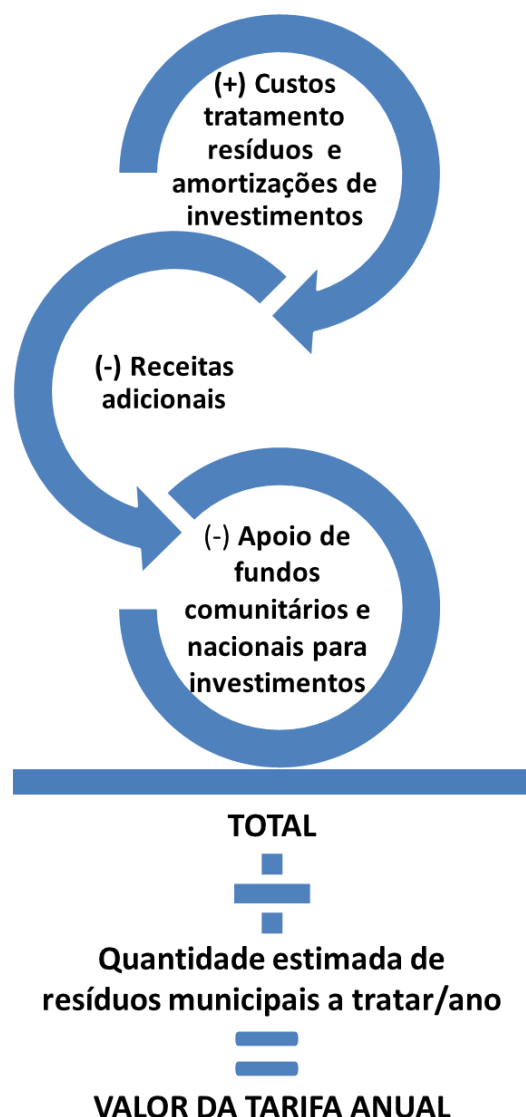 (+) Custos
tratamento
resíduos e
amortizações de
investimentos
(-) Receitas
adicionais
(-) Apoio de
fundos
comunitários e
nacionais para
investimentos
TOTAL
Quantidade estimada de
resíduos municipais a tratar/ano
VALOR DA TARIFA ANUAL